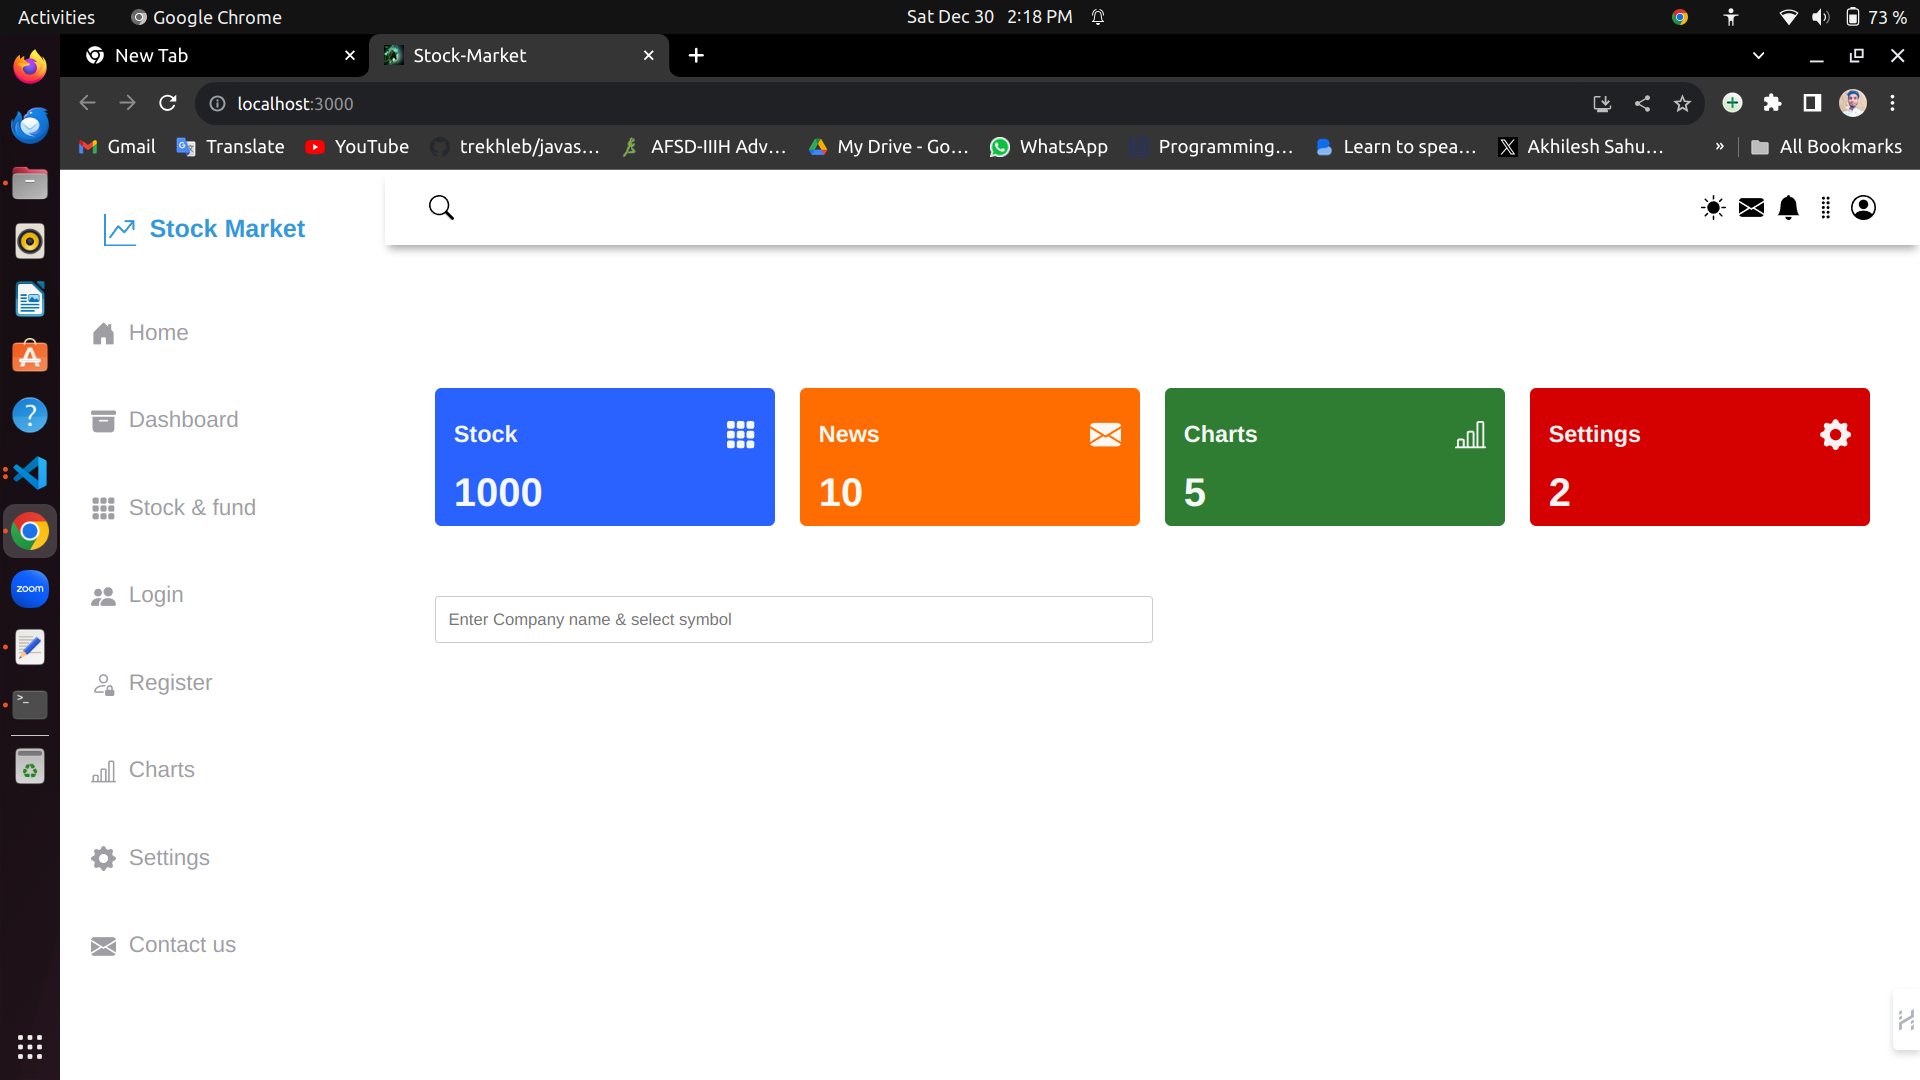 Activities Google Chrome Sat Dec 30 2:18 PM 73 %
New Tab Stock-Market
localhost:3000
Gmail Translate YouTube trekhleb/javas... AFSD-IIIH Adv... My Drive - Go... WhatsApp Programming... Learn to spea... Akhilesh Sahu... » All Bookmarks
Stock Market
Home
Dashboard
Stock & fund
Login
Register
Charts
Settings
Contact us
Stock
1000
News
10
Charts
5
Settings
2
Enter Company name & select symbol
zoom